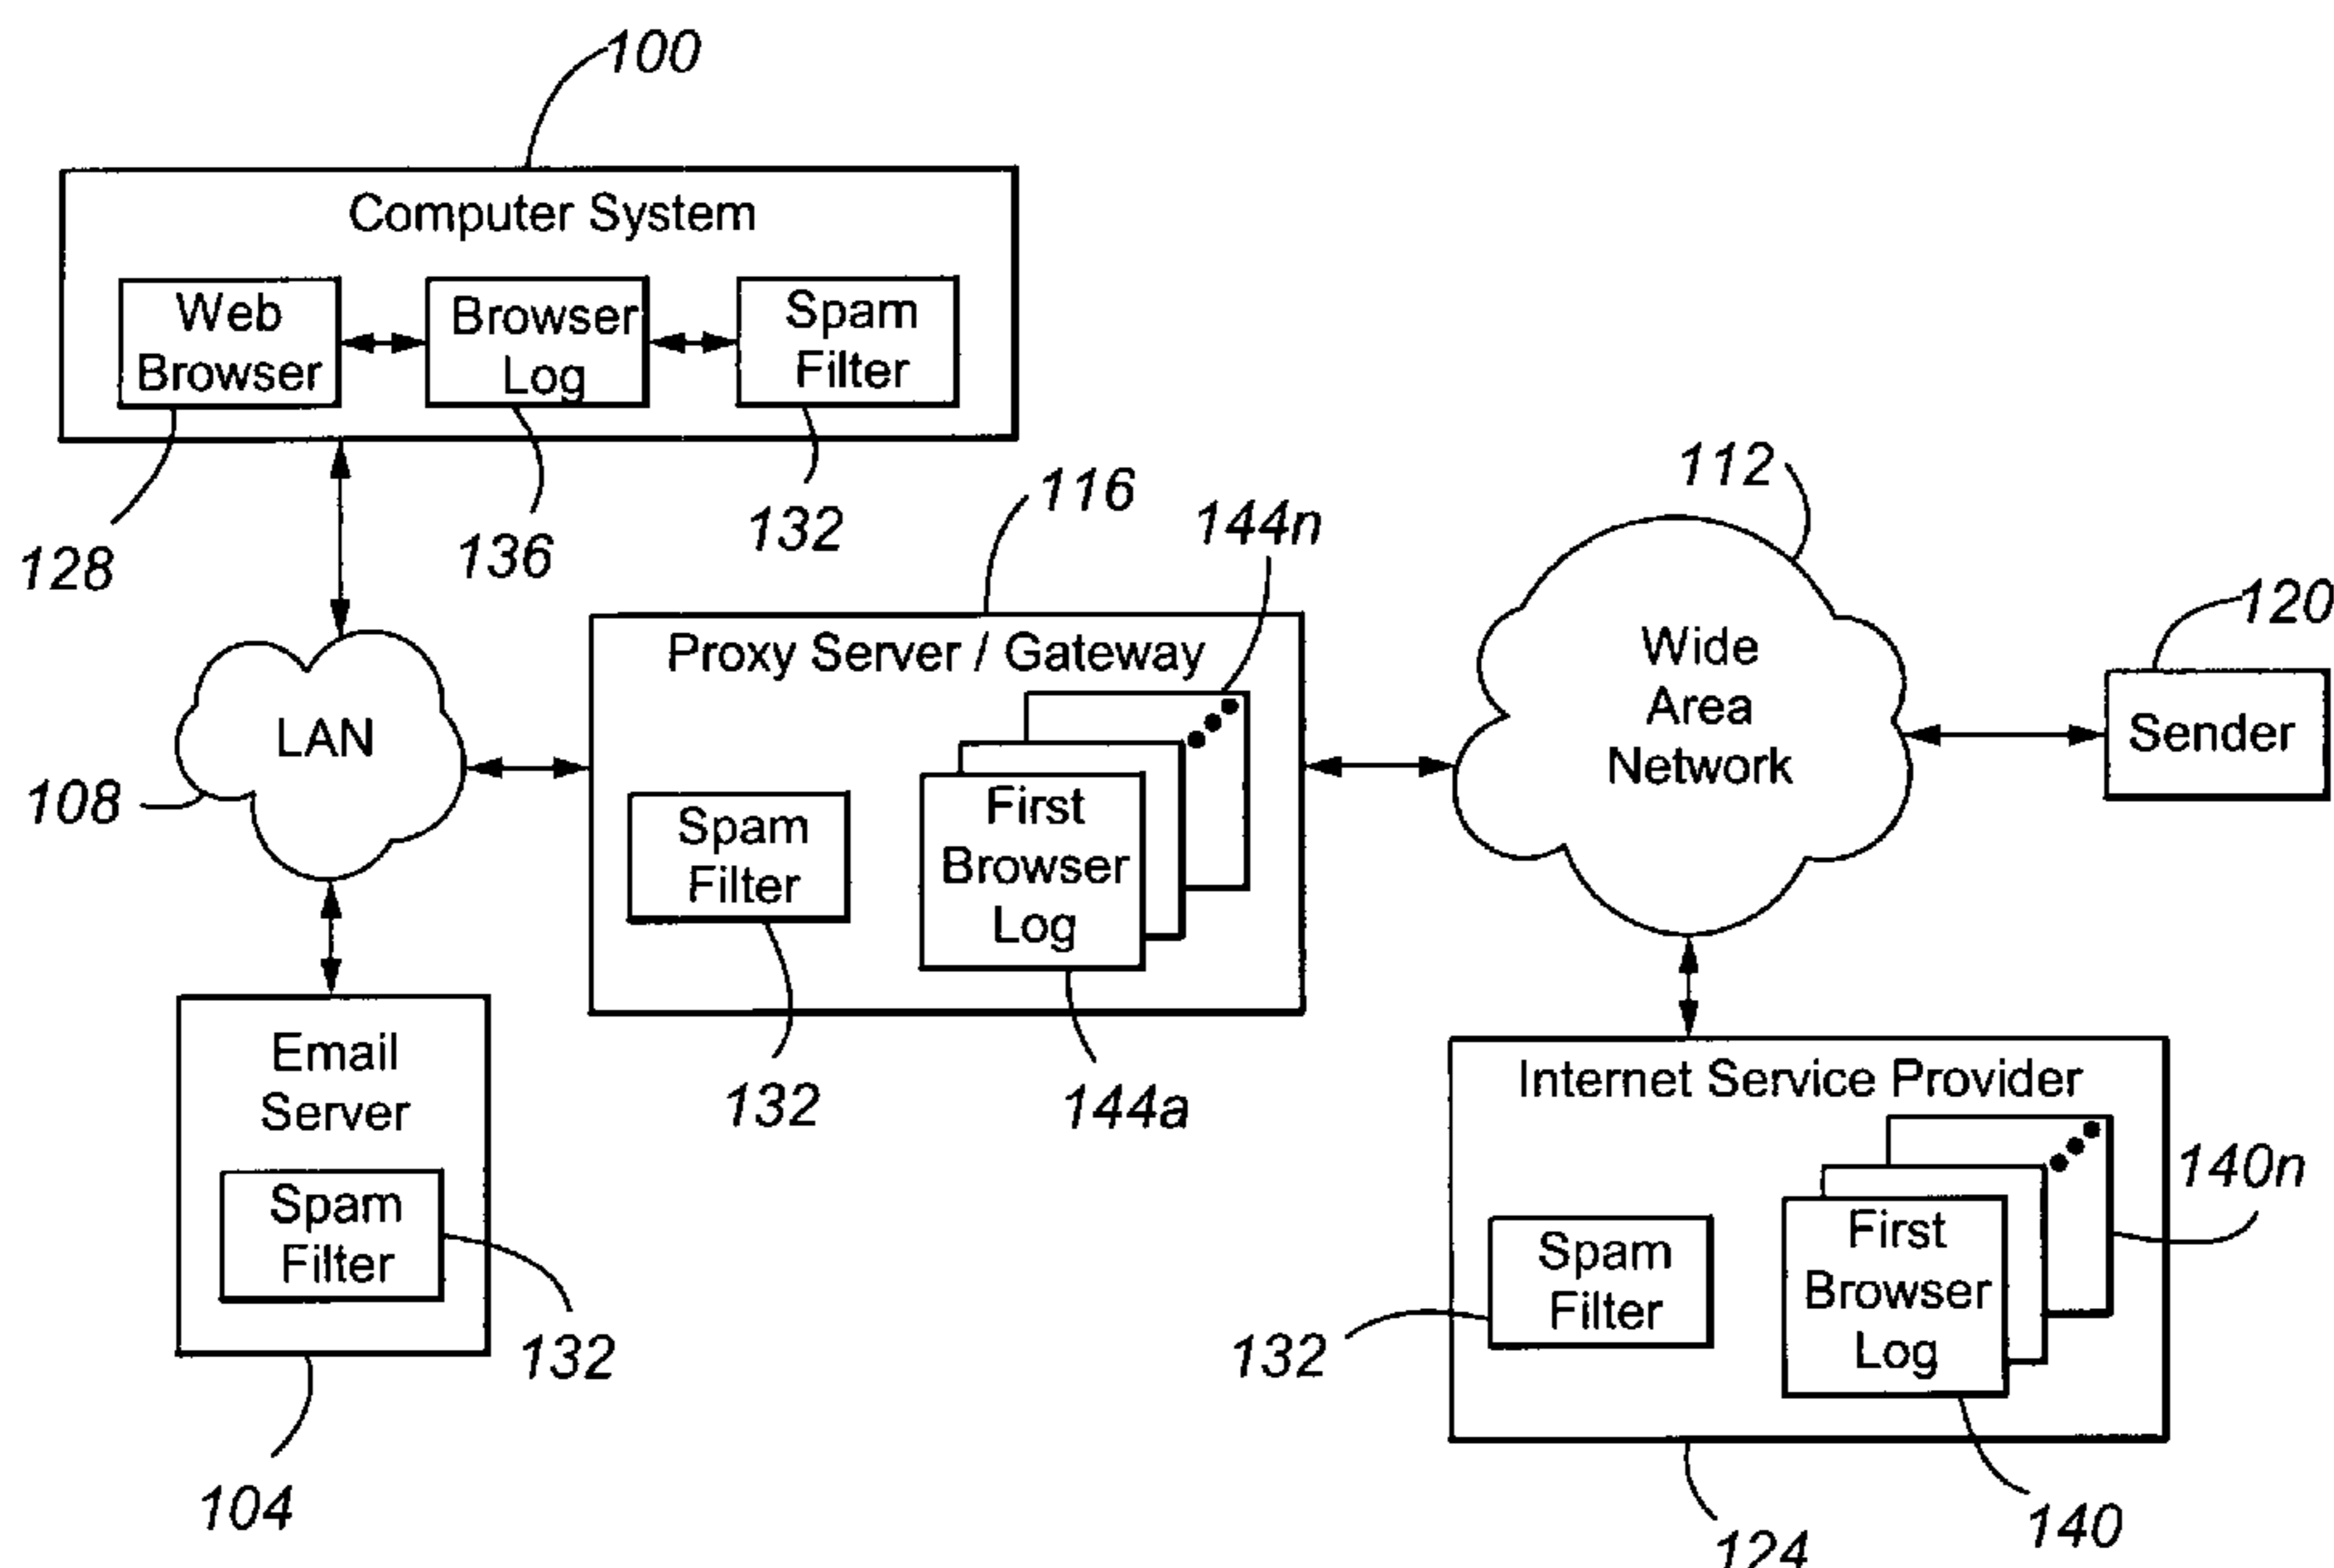 100
Computer System
Web
Browser
Browser
Log
Spam
Filter
128
136
132
116
144n
112
120
LAN
108
Proxy Server / Gateway
Spam
Filter
First
Browser
Log
132
144a
Wide
Area
Network
Sender
Email
Server
Spam
Filter
132
104
Internet Service Provider
Spam
Filter
First
Browser
Log
140n
132
140
124